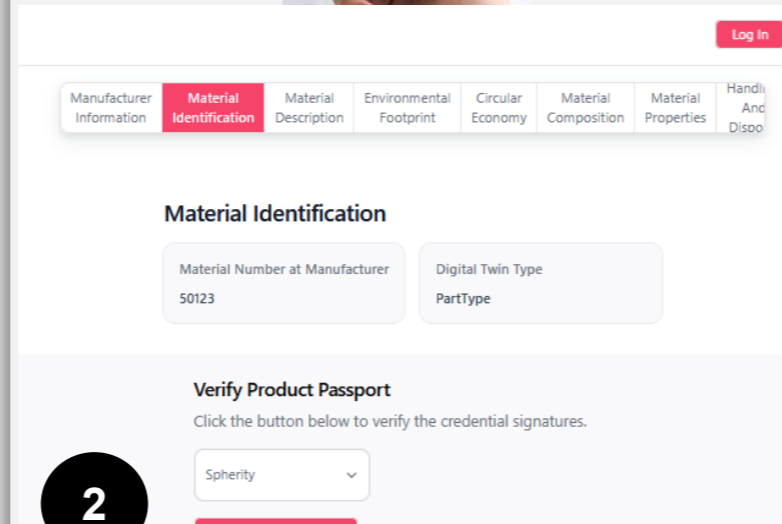 Log In
Manufacturer Information
Material Identification
Material Description
Environmental Footprint
Circular Economy
Material Composition
Material Properties
And
Material Identification
Material Number at Manufacturer
50123
Digital Twin Type
PartType
Verify Product Passport
Click the button below to verify the credential signatures.
Spherity
2